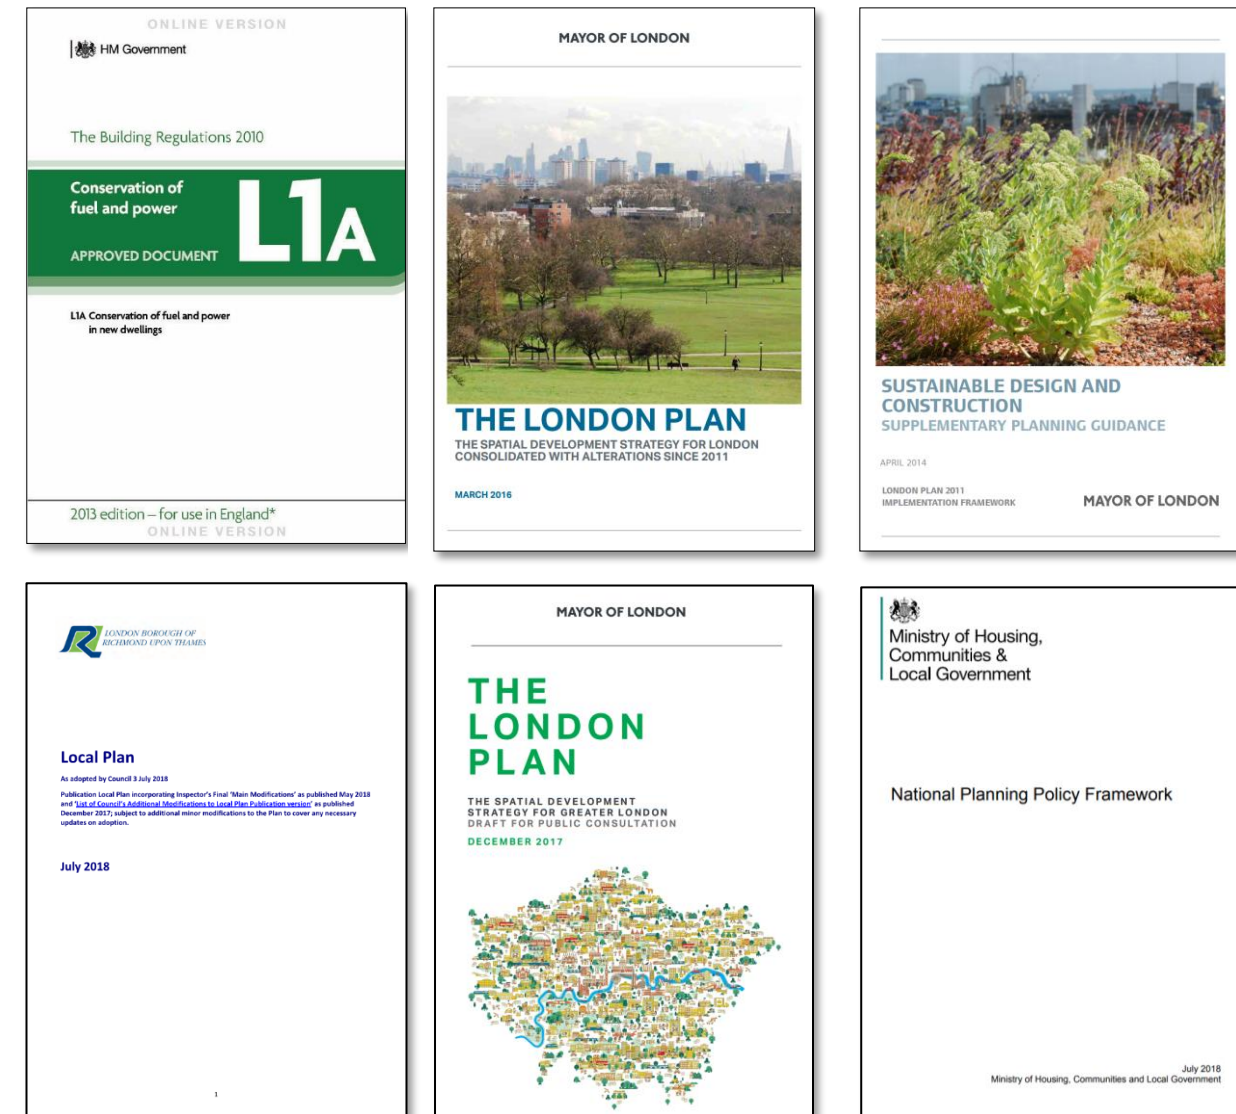 ONLINE VERSION
HM Government
The Building Regulations 2010
Conservation of
fuel and power
APPROVED DOCUMENT
L1A
L1A Conservation of fuel and power
in new dwellings
2013 edition – for use in England*
ONLINE VERSION
MAYOR OF LONDON
THE LONDON PLAN
THE SPATIAL DEVELOPMENT STRATEGY FOR LONDON
CONSOLIDATED WITH ALTERATIONS SINCE 2011
MARCH 2016
SUSTAINABLE DESIGN AND
CONSTRUCTION
SUPPLEMENTARY PLANNING GUIDANCE
APRIL 2014
LONDON PLAN 2011
IMPLEMENTATION FRAMEWORK
MAYOR OF LONDON
LONDON BOROUGH OF
RICHMOND UPON THAMES
Local Plan
As adopted by Council 3 July 2018
Publication Local Plan incorporating Inspector's Final 'Main Modifications' as published May 2018
and 'List of Council's Additional Modifications to Local Plan Publication version' as published
December 2017; subject to additional minor modifications to the Plan to cover any necessary
updates on adoption.
July 2018
1
MAYOR OF LONDON
THE
LONDON
PLAN
THE SPATIAL DEVELOPMENT
STRATEGY FOR GREATER LONDON
DRAFT FOR PUBLIC CONSULTATION
DECEMBER 2017
Ministry of Housing,
Communities &
Local Government
National Planning Policy Framework
July 2018
Ministry of Housing, Communities and Local Government